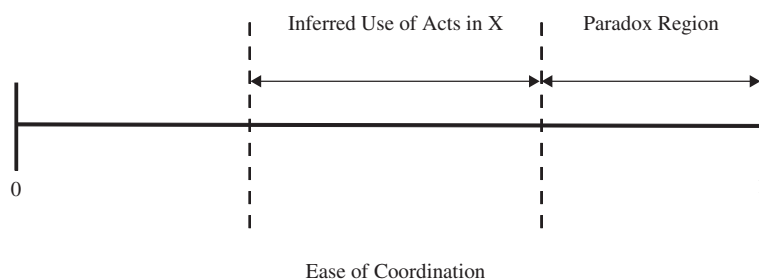 Inferred Use of Acts in X Paradox Region
0
Ease of Coordination